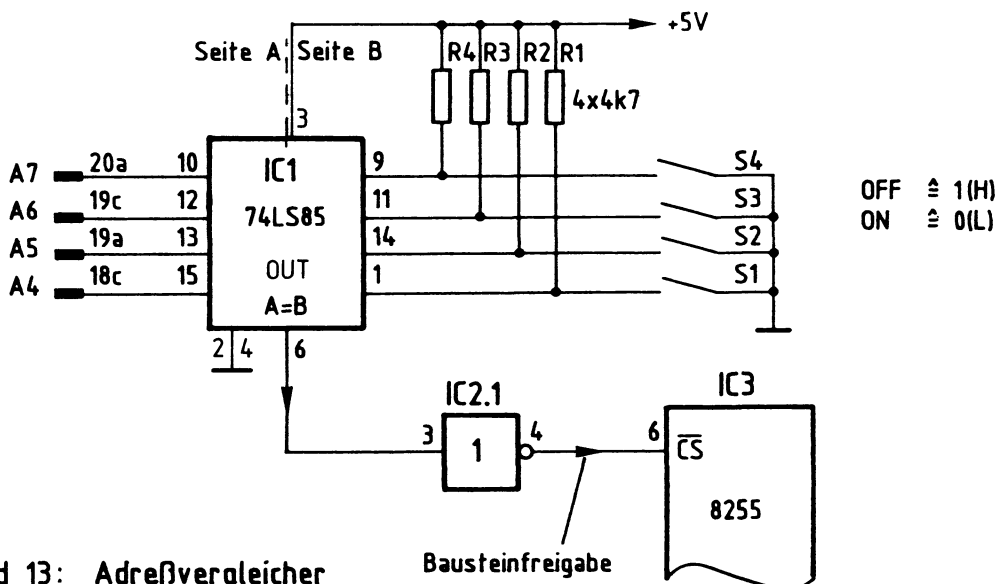 +5V
Seite A Seite B R4 R3 R2 R1
4x4k7
3
A7 20a 10 IC1 9 S4
A6 19c 12 74LS85 11 S3
A5 19a 13 14 S2
A4 18c 15 OUT 1 S1
A=B
OFF ≙ 1(H)
ON ≙ 0(L)
2 4 6
IC2.1 IC3
3 1 4 6 CS
8255
Bausteinfreigabe
13: Adreßvergleicher